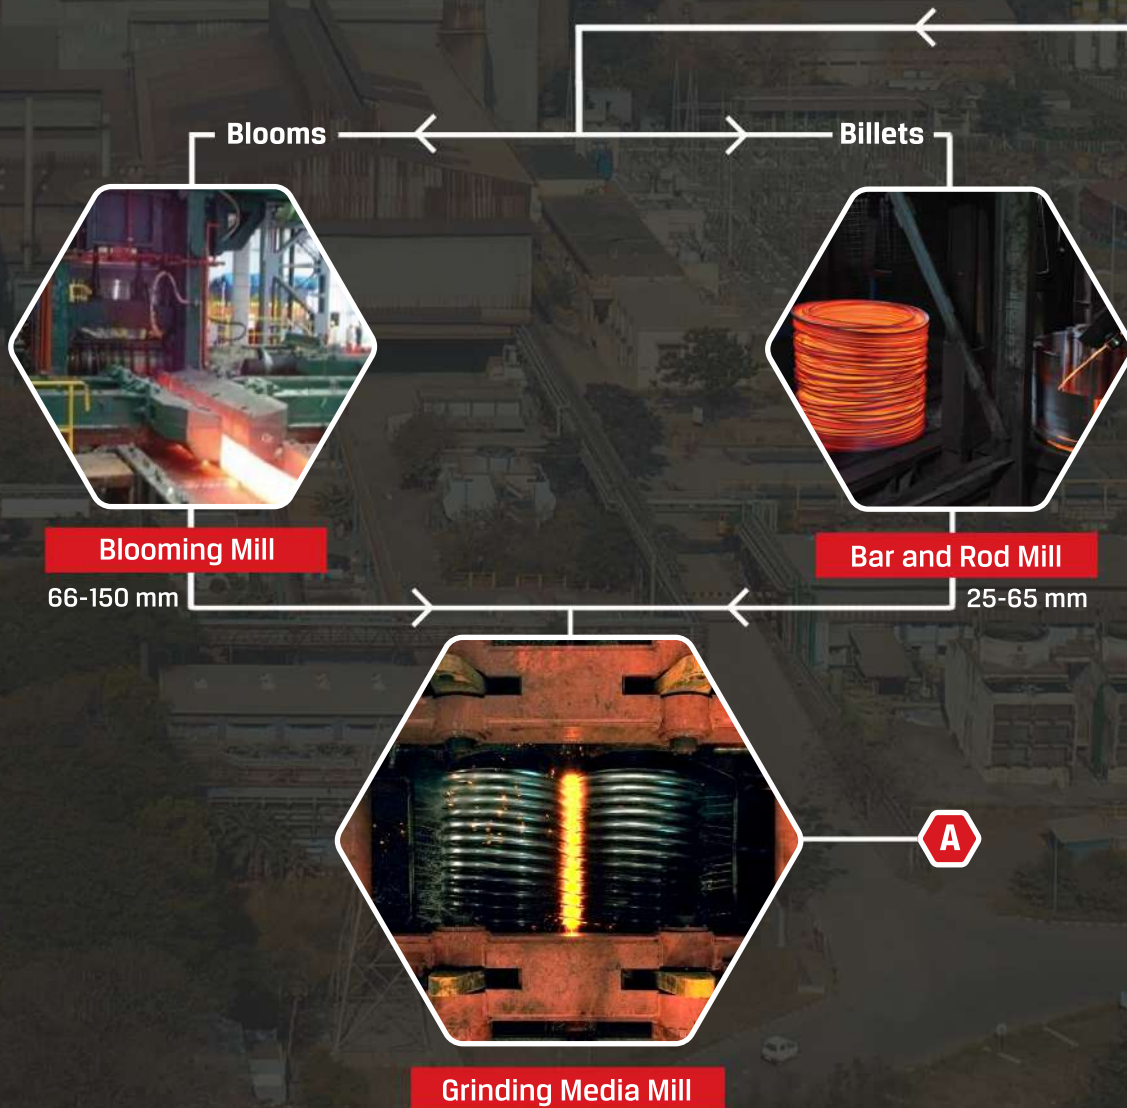 Blooms
Billets
Blooming Mill
Bar and Rod Mill
66-150 mm
25-65 mm
A
Grinding Media Mill